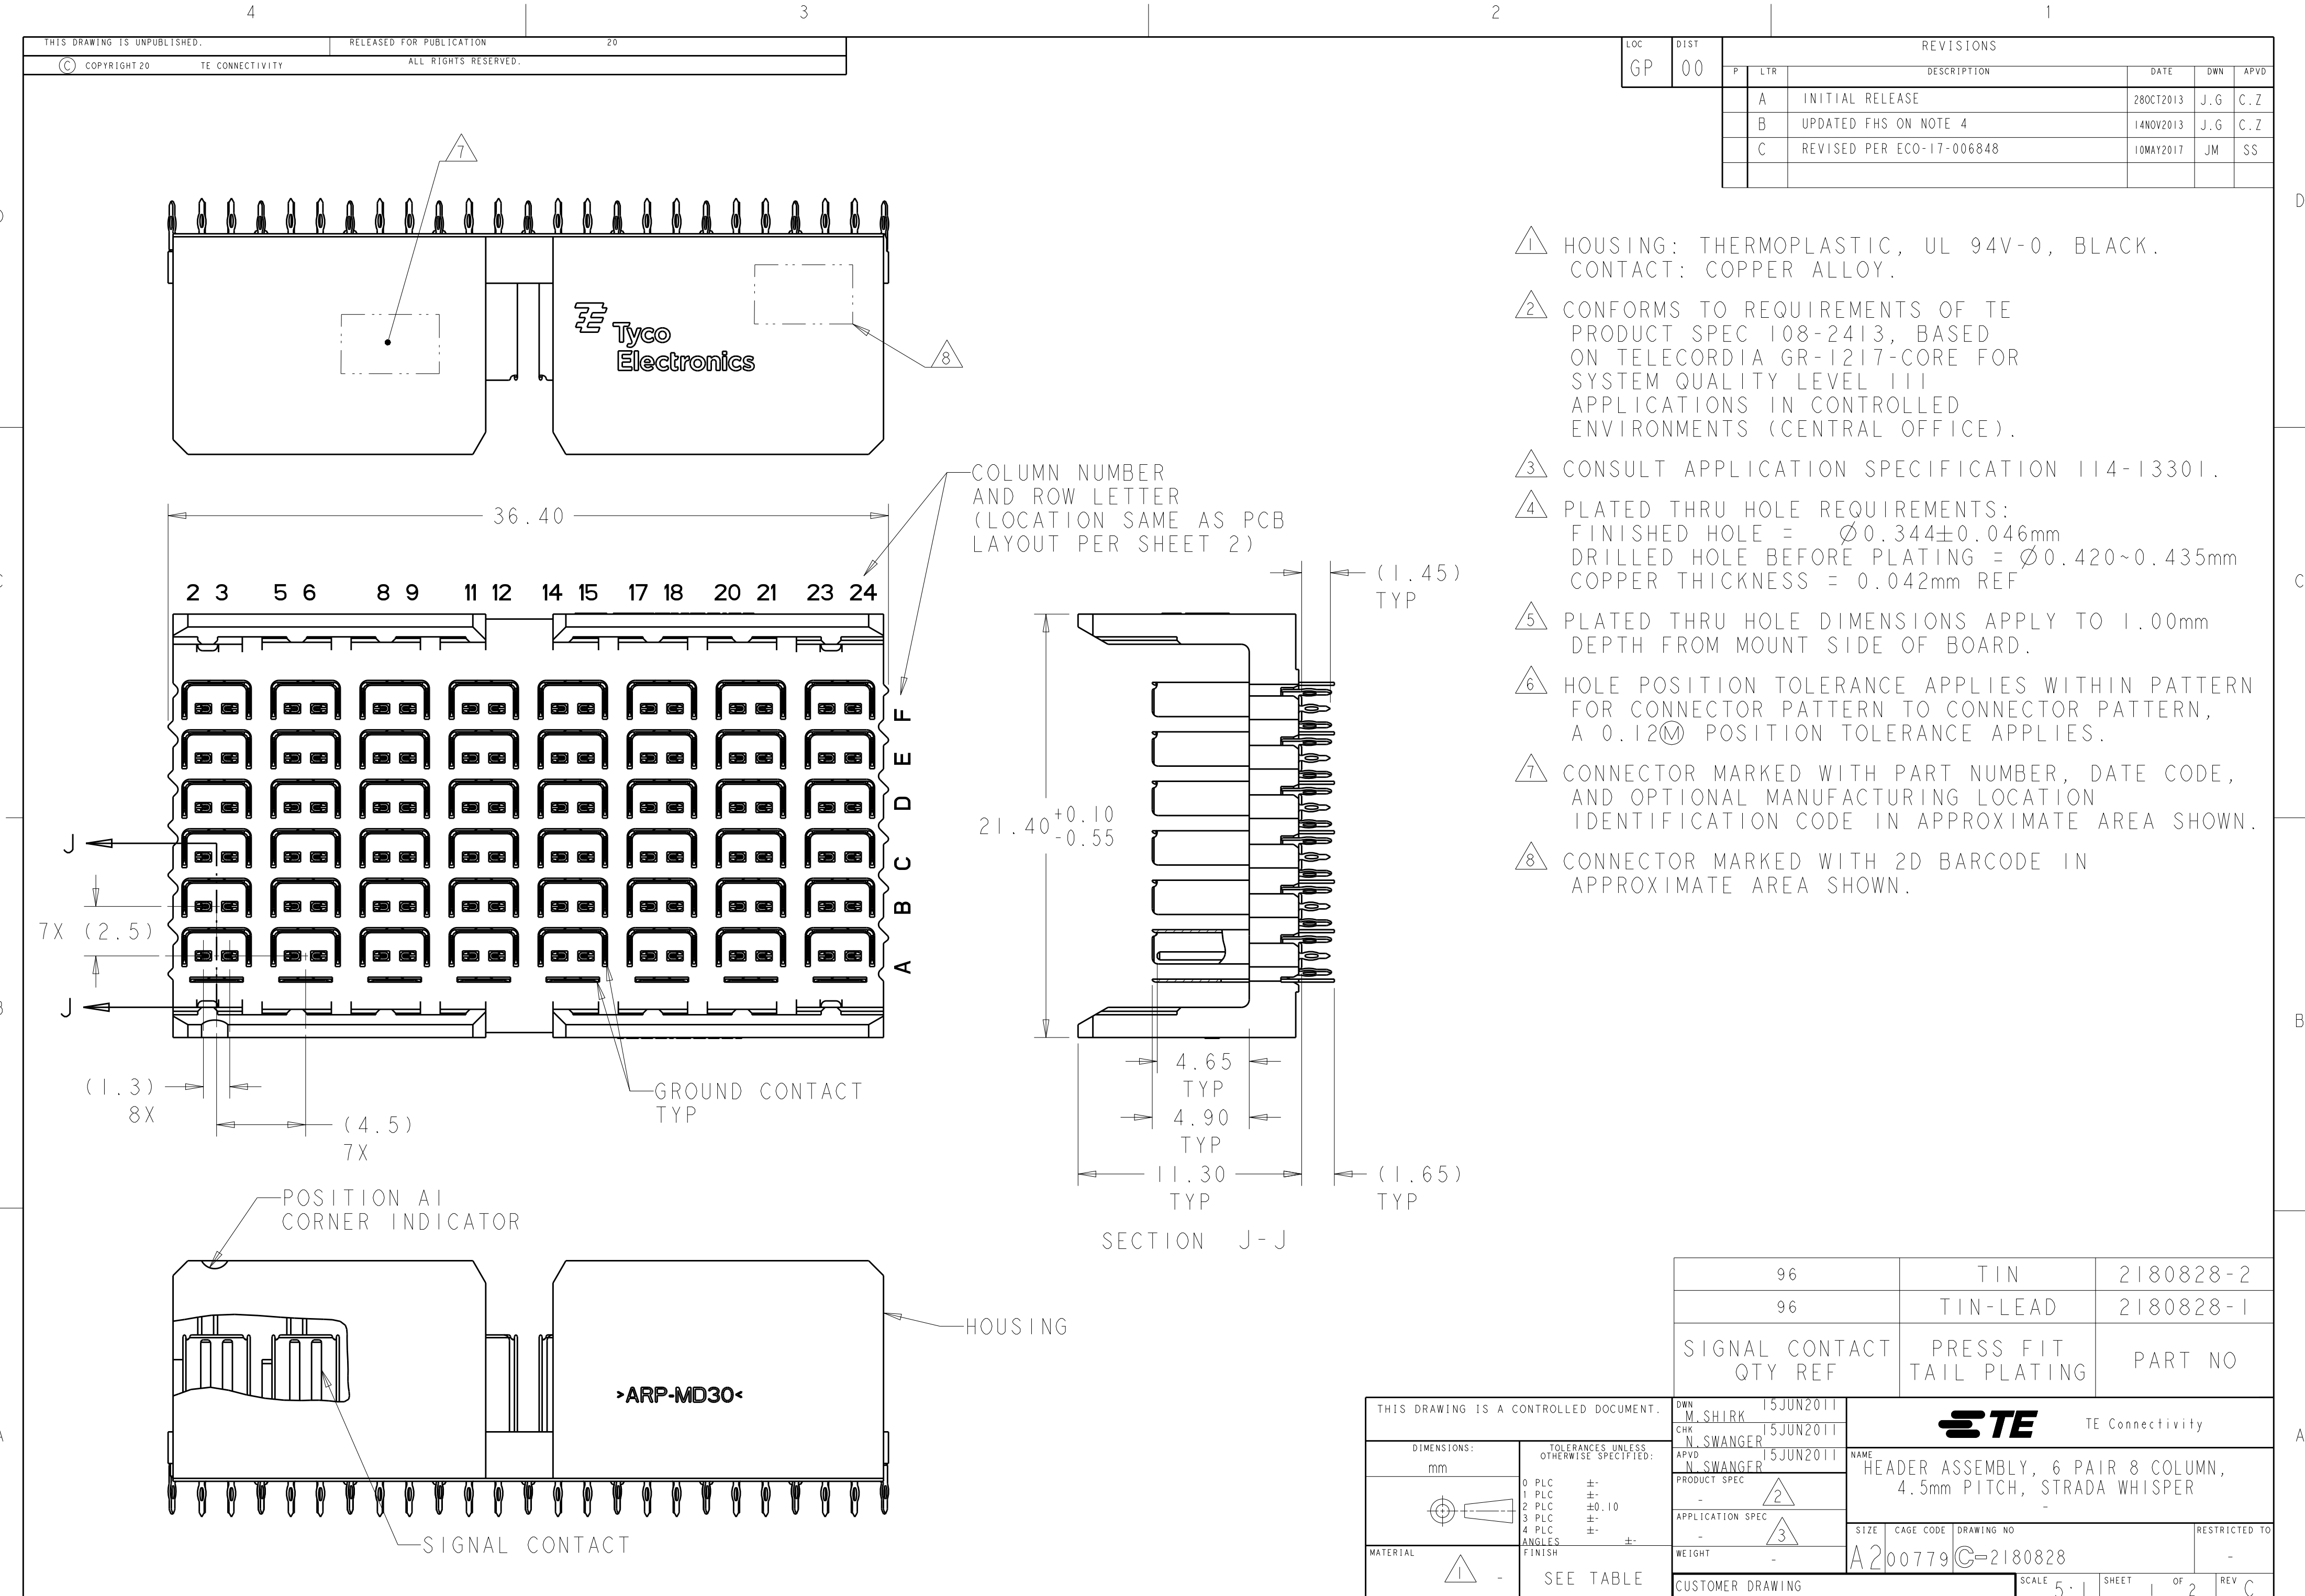 4 3 2 1
THIS DRAWING IS UNPUBLISHED. RELEASED FOR PUBLICATION 20
© COPYRIGHT 20 TE CONNECTIVITY ALL RIGHTS RESERVED.
LOC DIST REVISIONS
GP 00
P LTR DESCRIPTION DATE DWN APVD
A INITIAL RELEASE 28OCT2013 J.G C.Z
B UPDATED FHS ON NOTE 4 14NOV2013 J.G C.Z
C REVISED PER ECO-17-006848 10MAY2017 JM SS
D
C
B
A
7
Tyco
Electronics
8
1 HOUSING: THERMOPLASTIC, UL 94V-0, BLACK.
CONTACT: COPPER ALLOY.
2 CONFORMS TO REQUIREMENTS OF TE
PRODUCT SPEC 108-2413, BASED
ON TELECORDIA GR-1217-CORE FOR
SYSTEM QUALITY LEVEL III
APPLICATIONS IN CONTROLLED
ENVIRONMENTS (CENTRAL OFFICE).
3 CONSULT APPLICATION SPECIFICATION 114-13301.
4 PLATED THRU HOLE REQUIREMENTS:
FINISHED HOLE = Ø0.344±0.046mm
DRILLED HOLE BEFORE PLATING = Ø0.420~0.435mm
COPPER THICKNESS = 0.042mm REF
5 PLATED THRU HOLE DIMENSIONS APPLY TO 1.00mm
DEPTH FROM MOUNT SIDE OF BOARD.
6 HOLE POSITION TOLERANCE APPLIES WITHIN PATTERN
FOR CONNECTOR PATTERN TO CONNECTOR PATTERN,
A 0.12Ⓜ POSITION TOLERANCE APPLIES.
7 CONNECTOR MARKED WITH PART NUMBER, DATE CODE,
AND OPTIONAL MANUFACTURING LOCATION
IDENTIFICATION CODE IN APPROXIMATE AREA SHOWN.
8 CONNECTOR MARKED WITH 2D BARCODE IN
APPROXIMATE AREA SHOWN.
COLUMN NUMBER
AND ROW LETTER
(LOCATION SAME AS PCB
LAYOUT PER SHEET 2)
36.40
2 3 5 6 8 9 11 12 14 15 17 18 20 21 23 24
F
E
D
C
B
A
J
7X (2.5)
J
(1.3)
8X
(4.5)
7X
GROUND CONTACT
TYP
(1.45)
TYP
21.40 +0.10
-0.55
4.65
TYP
4.90
TYP
11.30
TYP
(1.65)
TYP
SECTION J-J
POSITION A1
CORNER INDICATOR
HOUSING
>ARP-MD30<
SIGNAL CONTACT
96 TIN 2180828-2
96 TIN-LEAD 2180828-1
SIGNAL CONTACT QTY REF PRESS FIT TAIL PLATING PART NO
THIS DRAWING IS A CONTROLLED DOCUMENT.
DIMENSIONS:
mm
TOLERANCES UNLESS
OTHERWISE SPECIFIED:
0 PLC ±-
1 PLC ±-
2 PLC ±0.10
3 PLC ±-
4 PLC ±-
ANGLES ±-
MATERIAL
1 -
FINISH
SEE TABLE
DWN 15JUN2011
M.SHIRK
CHK 15JUN2011
N.SWANGER
APVD 15JUN2011
N.SWANGER
PRODUCT SPEC
- 2
APPLICATION SPEC
- 3
WEIGHT -
CUSTOMER DRAWING
TE TE Connectivity
NAME
HEADER ASSEMBLY, 6 PAIR 8 COLUMN,
4.5mm PITCH, STRADA WHISPER
-
SIZE CAGE CODE DRAWING NO RESTRICTED TO
A2 00779 C-2180828 -
SCALE 5:1 SHEET 1 OF 2 REV C